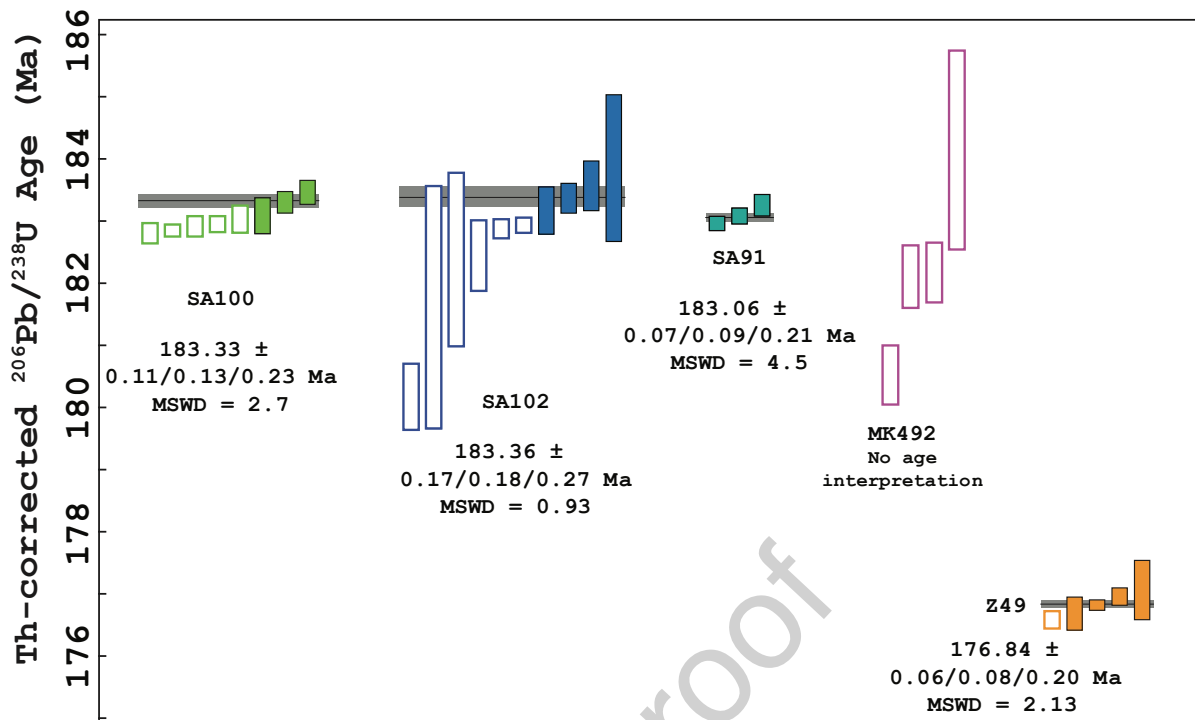 Th-corrected ²⁰⁶Pb/²³⁸U Age (Ma)
186
184
182
180
178
176
SA100
183.33 ±
0.11/0.13/0.23 Ma
MSWD = 2.7
SA102
183.36 ±
0.17/0.18/0.27 Ma
MSWD = 0.93
SA91
183.06 ±
0.07/0.09/0.21 Ma
MSWD = 4.5
MK492
No age
interpretation
Z49
176.84 ±
0.06/0.08/0.20 Ma
MSWD = 2.13
roof